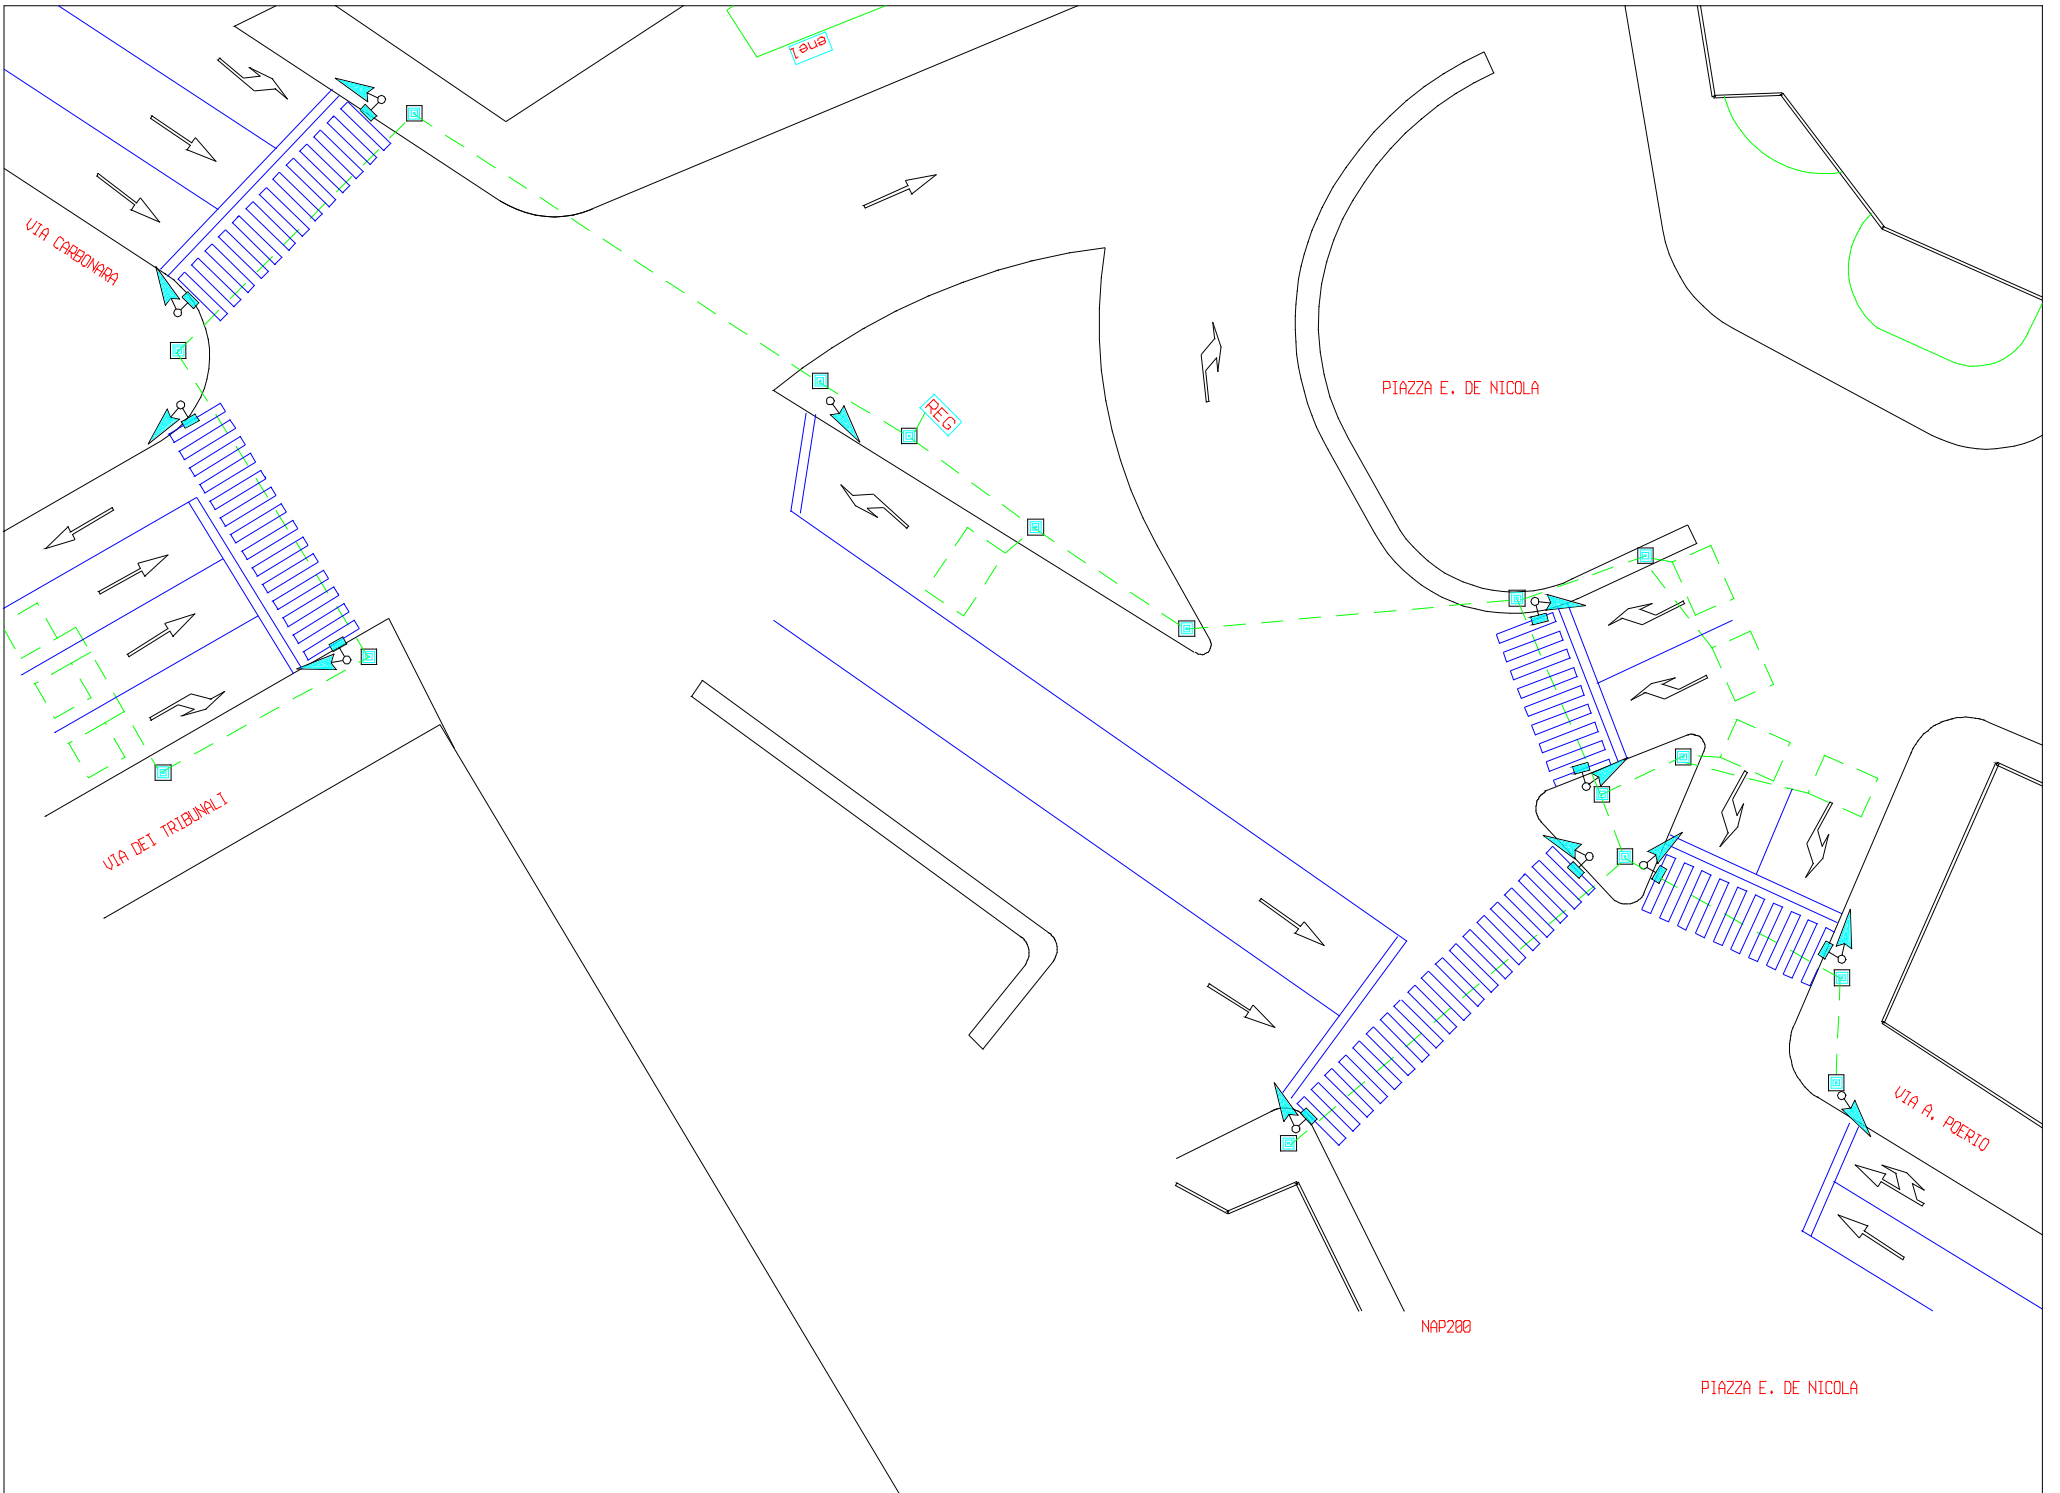 enel
VIA CARBONARA
PIAZZA E. DE NICOLA
REG
VIA DEI TRIBUNALI
VIA A. POERIO
NAP200
PIAZZA E. DE NICOLA